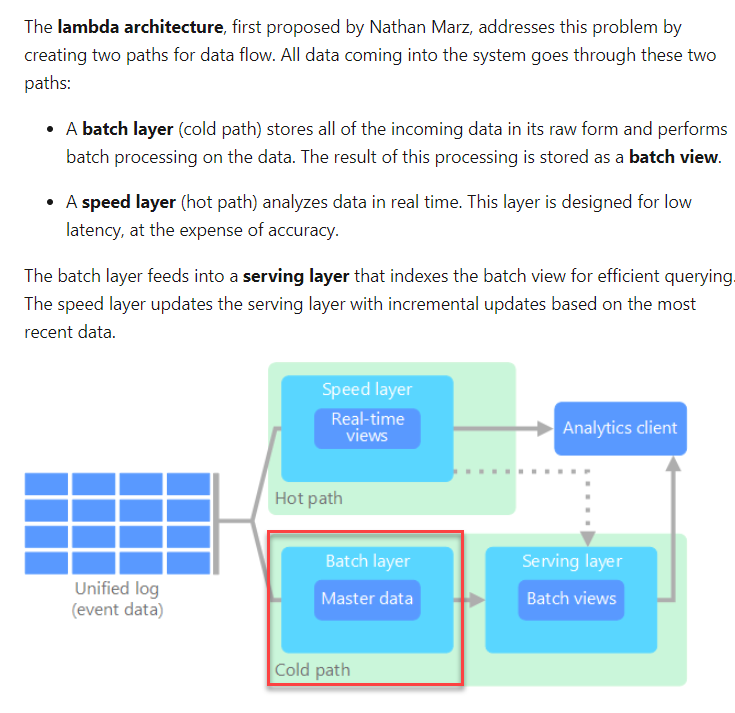 The lambda architecture, first proposed by Nathan Marz, addresses this problem by
creating two paths for data flow. All data coming into the system goes through these two
paths:
• A batch layer (cold path) stores all of the incoming data in its raw form and performs
batch processing on the data. The result of this processing is stored as a batch view.
• A speed layer (hot path) analyzes data in real time. This layer is designed for low
latency, at the expense of accuracy.
The batch layer feeds into a serving layer that indexes the batch view for efficient querying.
The speed layer updates the serving layer with incremental updates based on the most
recent data.
Speed layer
Real-time
views
Analytics client
Hot path
Unified log
(event data)
Batch layer
Master data
Cold path
Serving layer
Batch views